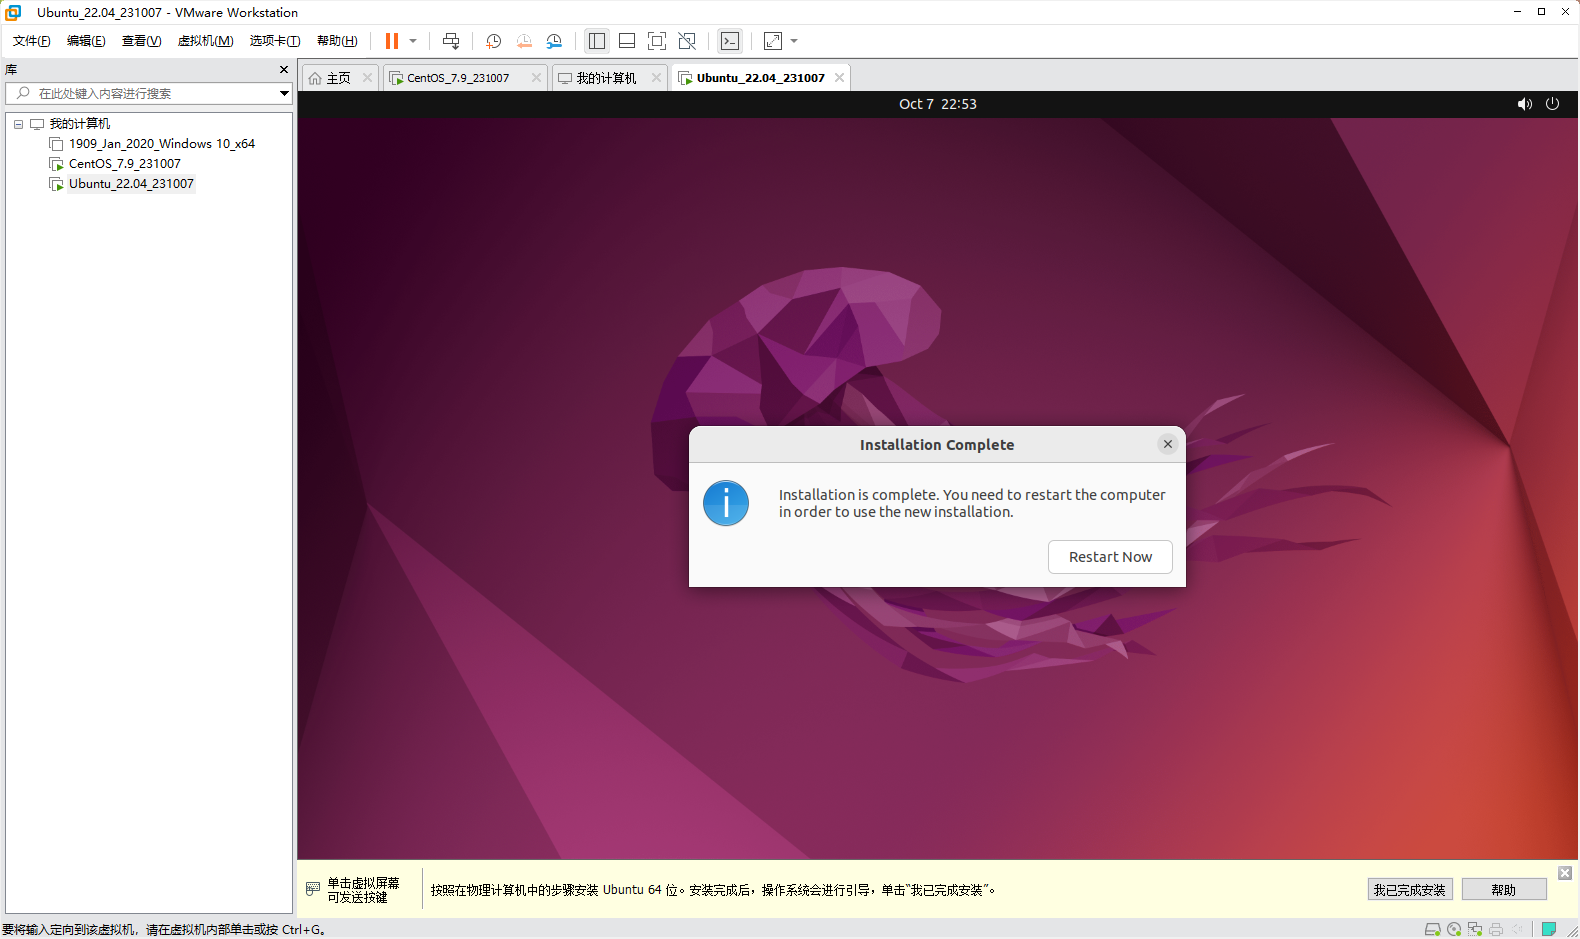 Ubuntu_22.04_231007 - VMware Workstation
文件(F) 编辑(E) 查看(V) 虚拟机(M) 选项卡(T) 帮助(H)
库
在此处键入内容进行搜索
我的计算机
1909_Jan_2020_Windows 10_x64
CentOS_7.9_231007
Ubuntu_22.04_231007
主页 CentOS_7.9_231007 我的计算机 Ubuntu_22.04_231007
Oct 7 22:53
Installation Complete
Installation is complete. You need to restart the computer
in order to use the new installation.
Restart Now
单击虚拟屏幕
可发送按键
按照在物理计算机中的步骤安装 Ubuntu 64 位。安装完成后，操作系统会进行引导，单击“我已完成安装”。
我已完成安装 帮助
要将输入定向到该虚拟机，请在虚拟机内部单击或按 Ctrl+G。